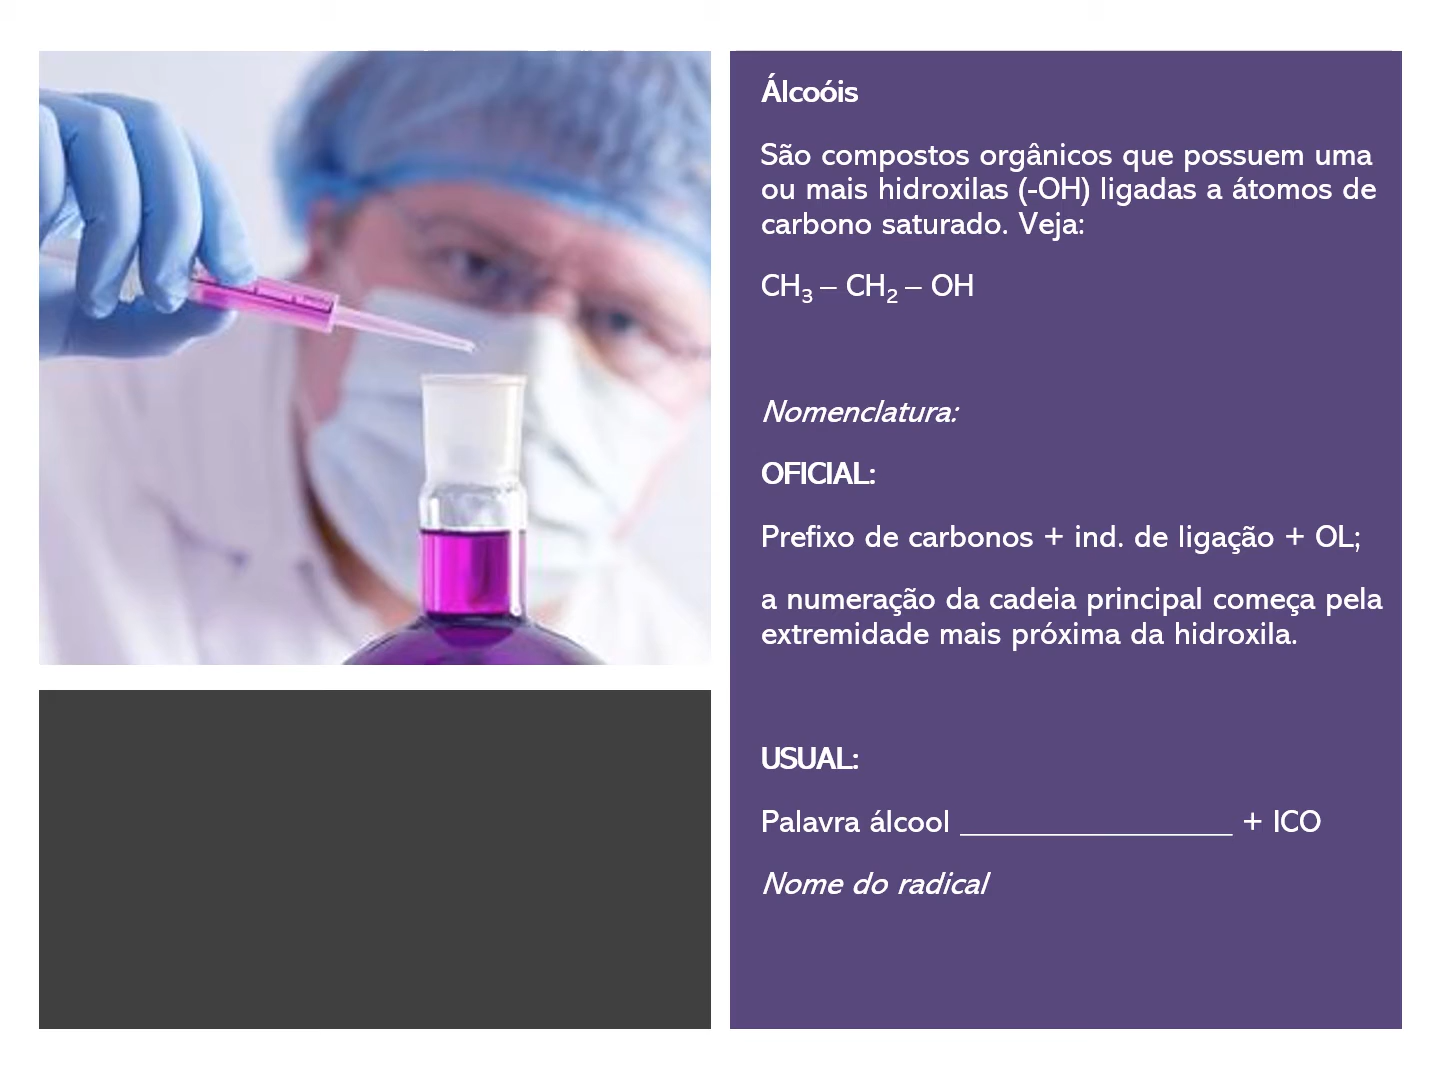 Álcoóis
São compostos orgânicos que possuem uma
ou mais hidroxilas (-OH) ligadas a átomos de
carbono saturado. Veja:
CH₃ – CH₂ – OH
Nomenclatura:
OFICIAL:
Prefixo de carbonos + ind. de ligação + OL;
a numeração da cadeia principal começa pela
extremidade mais próxima da hidroxila.
USUAL:
Palavra álcool _________________ + ICO
Nome do radical